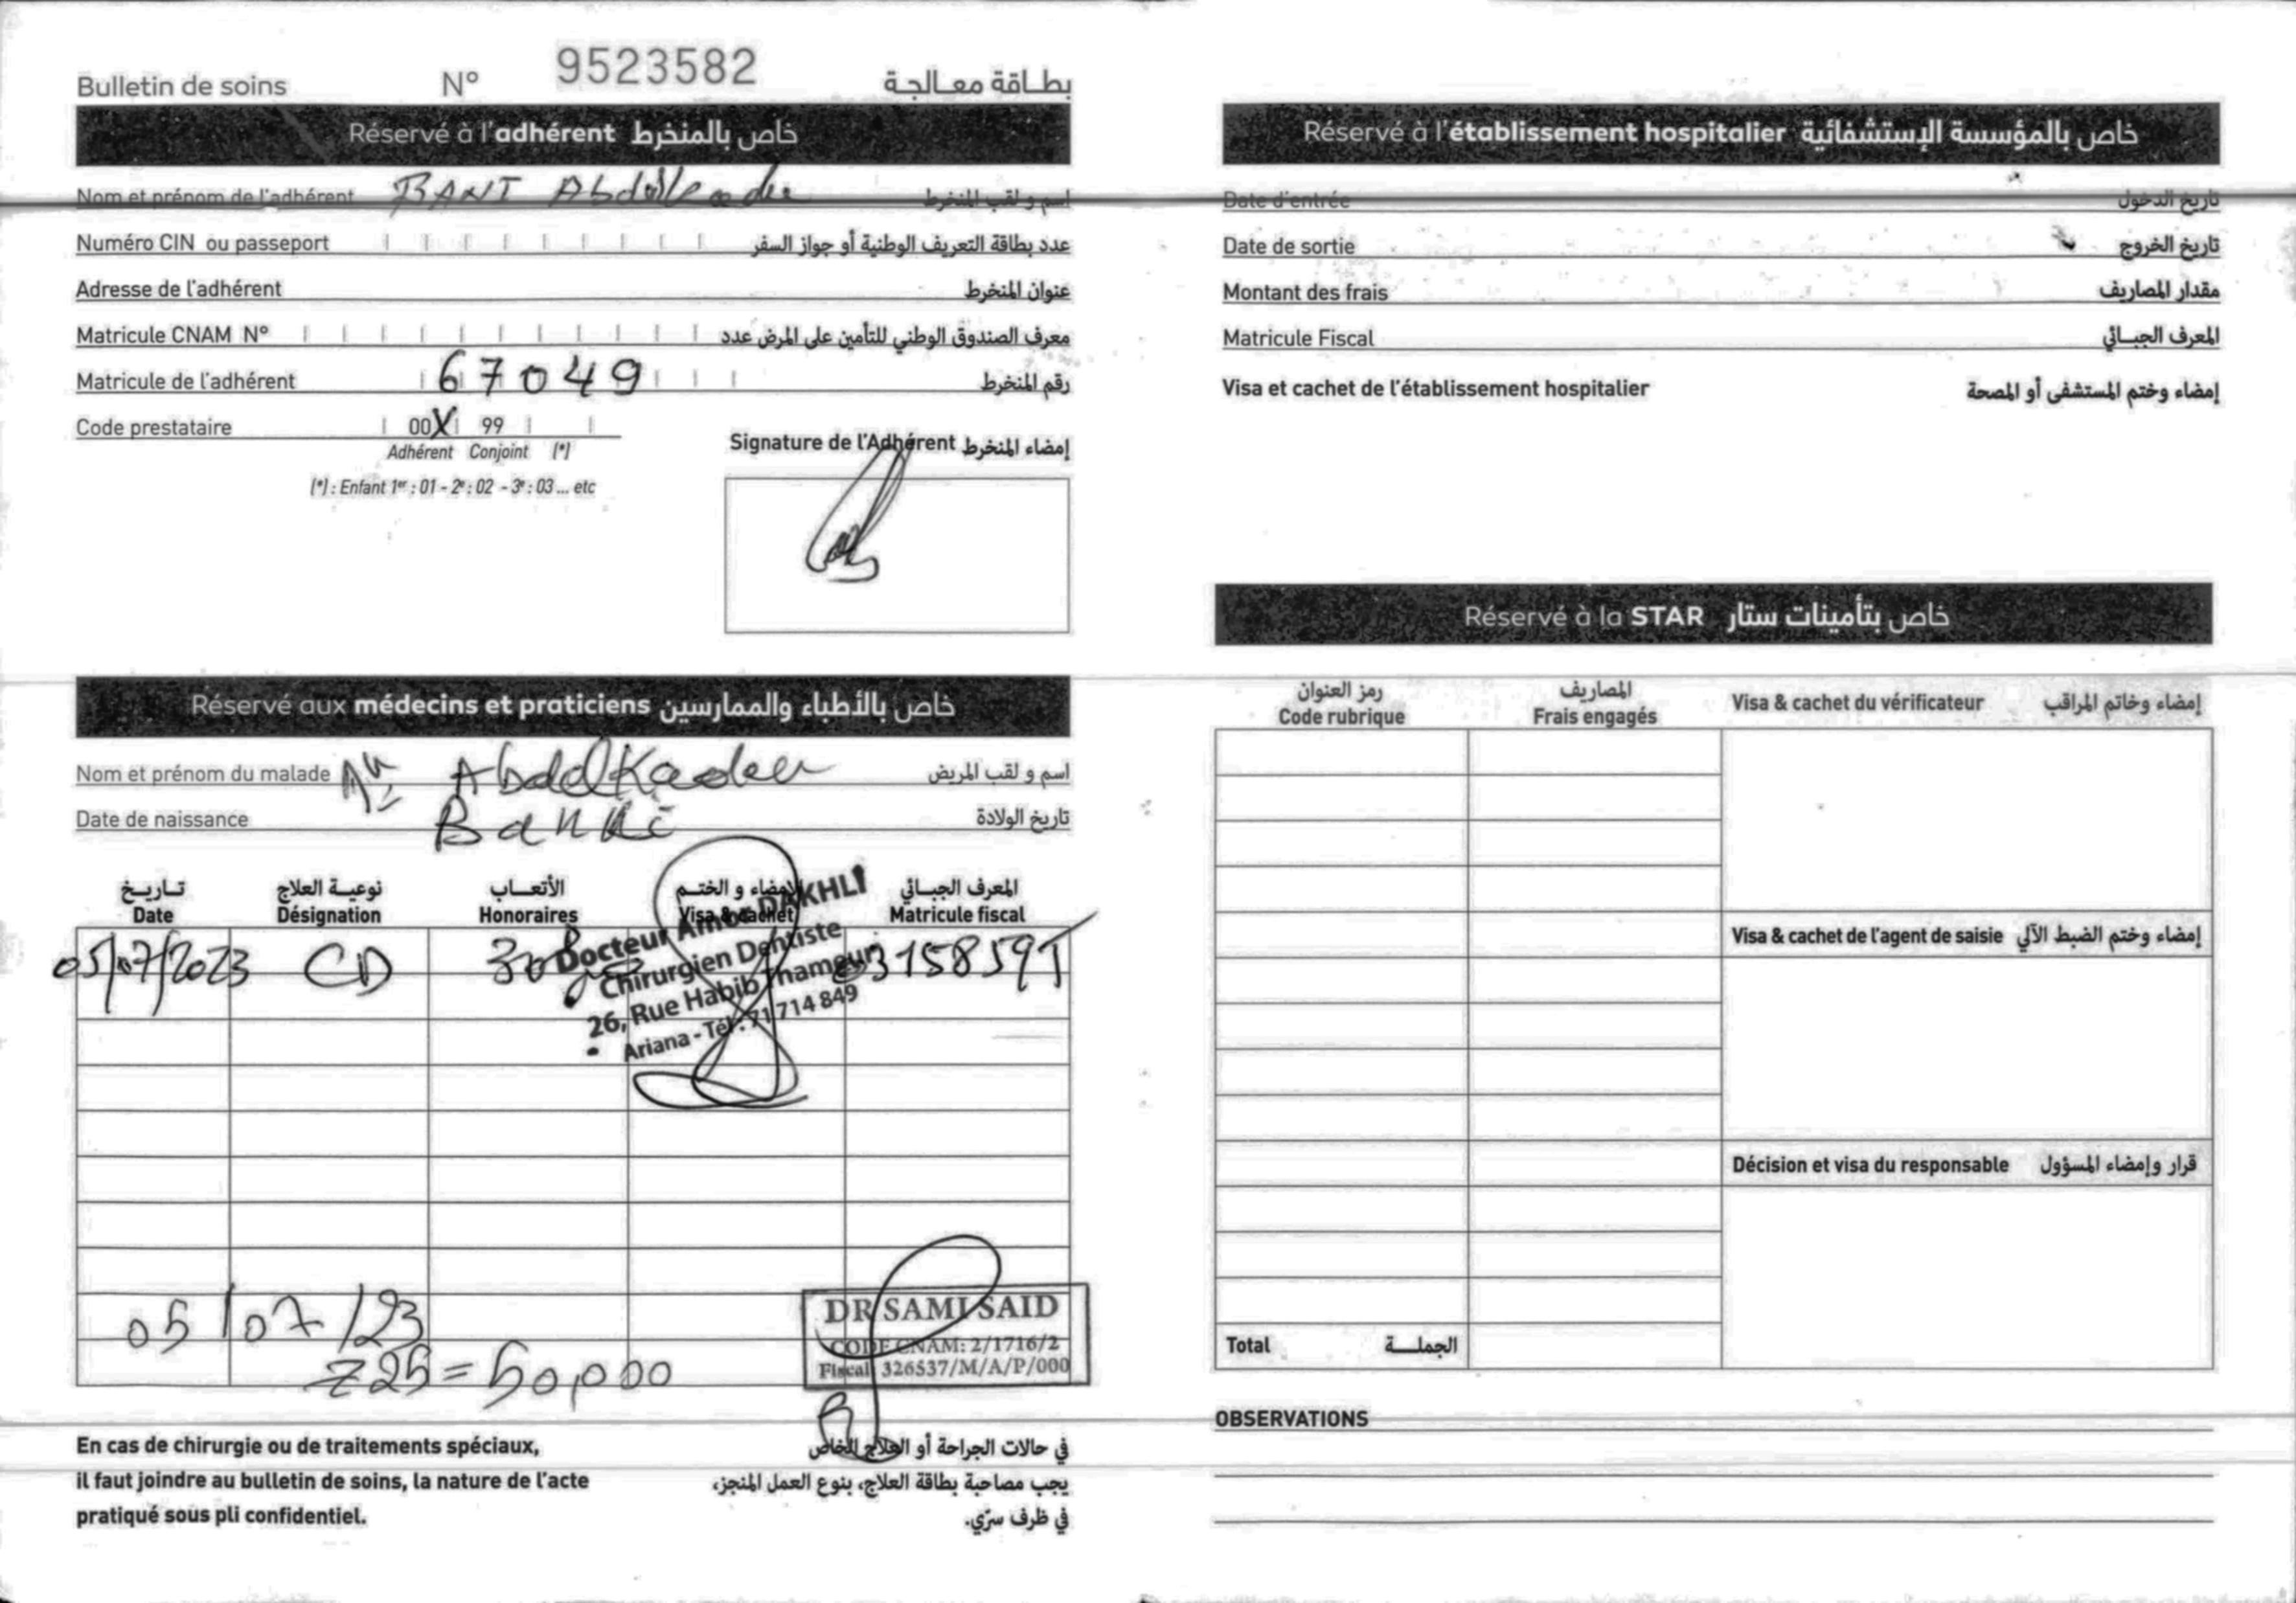 Bulletin de soins N° 9523582 بطاقة معالجة
Réservé à l'adhérent خاص بالمنخرط
Nom et prénom de l'adhérent اسم و لقب المنخرط
Numéro CIN ou passeport عدد بطاقة التعريف الوطنية أو جواز السفر
Adresse de l'adhérent عنوان المنخرط
Matricule CNAM N° معرف الصندوق الوطني للتأمين على المرض عدد
Matricule de l'adhérent 67049 رقم المنخرط
Code prestataire 00 X 99
Adhérent Conjoint (*)
(*) : Enfant 1er : 01 - 2e : 02 - 3e : 03 ... etc
Signature de l'Adhérent إمضاء المنخرط
Réservé aux médecins et praticiens خاص بالأطباء والممارسين
Nom et prénom du malade Abdelkader اسم و لقب المريض
Date de naissance تاريخ الولادة
تاريخ نوعية العلاج الأتعاب الإمضاء و الختم المعرف الجبائي
Date Désignation Honoraires Visa & cachet Matricule fiscal
05/07/2023 CD
Docteur Amor DAKHLI
Chirurgien Dentiste
26, Rue Habib Thameur
Ariana - Tél : 71 714 849
05/07/23
Z25 = 50,000
DR SAMI SAID
CODE CNAM: 2/1716/2
Fiscal 326537/M/A/P/000
En cas de chirurgie ou de traitements spéciaux, في حالات الجراحة أو العلاج الخاص
il faut joindre au bulletin de soins, la nature de l'acte يجب مصاحبة بطاقة العلاج، بنوع العمل المنجز،
pratiqué sous pli confidentiel. في ظرف سرّي.
Réservé à l'établissement hospitalier خاص بالمؤسسة الإستشفائية
Date d'entrée تاريخ الدخول
Date de sortie تاريخ الخروج
Montant des frais مقدار المصاريف
Matricule Fiscal المعرف الجبائي
Visa et cachet de l'établissement hospitalier إمضاء وختم المستشفى أو المصحة
Réservé à la STAR خاص بتأمينات ستار
رمز العنوان المصاريف
Code rubrique Frais engagés Visa & cachet du vérificateur إمضاء وخاتم المراقب
Visa & cachet de l'agent de saisie إمضاء وختم الضبط الآلي
Décision et visa du responsable قرار وإمضاء المسؤول
Total الجملة
OBSERVATIONS